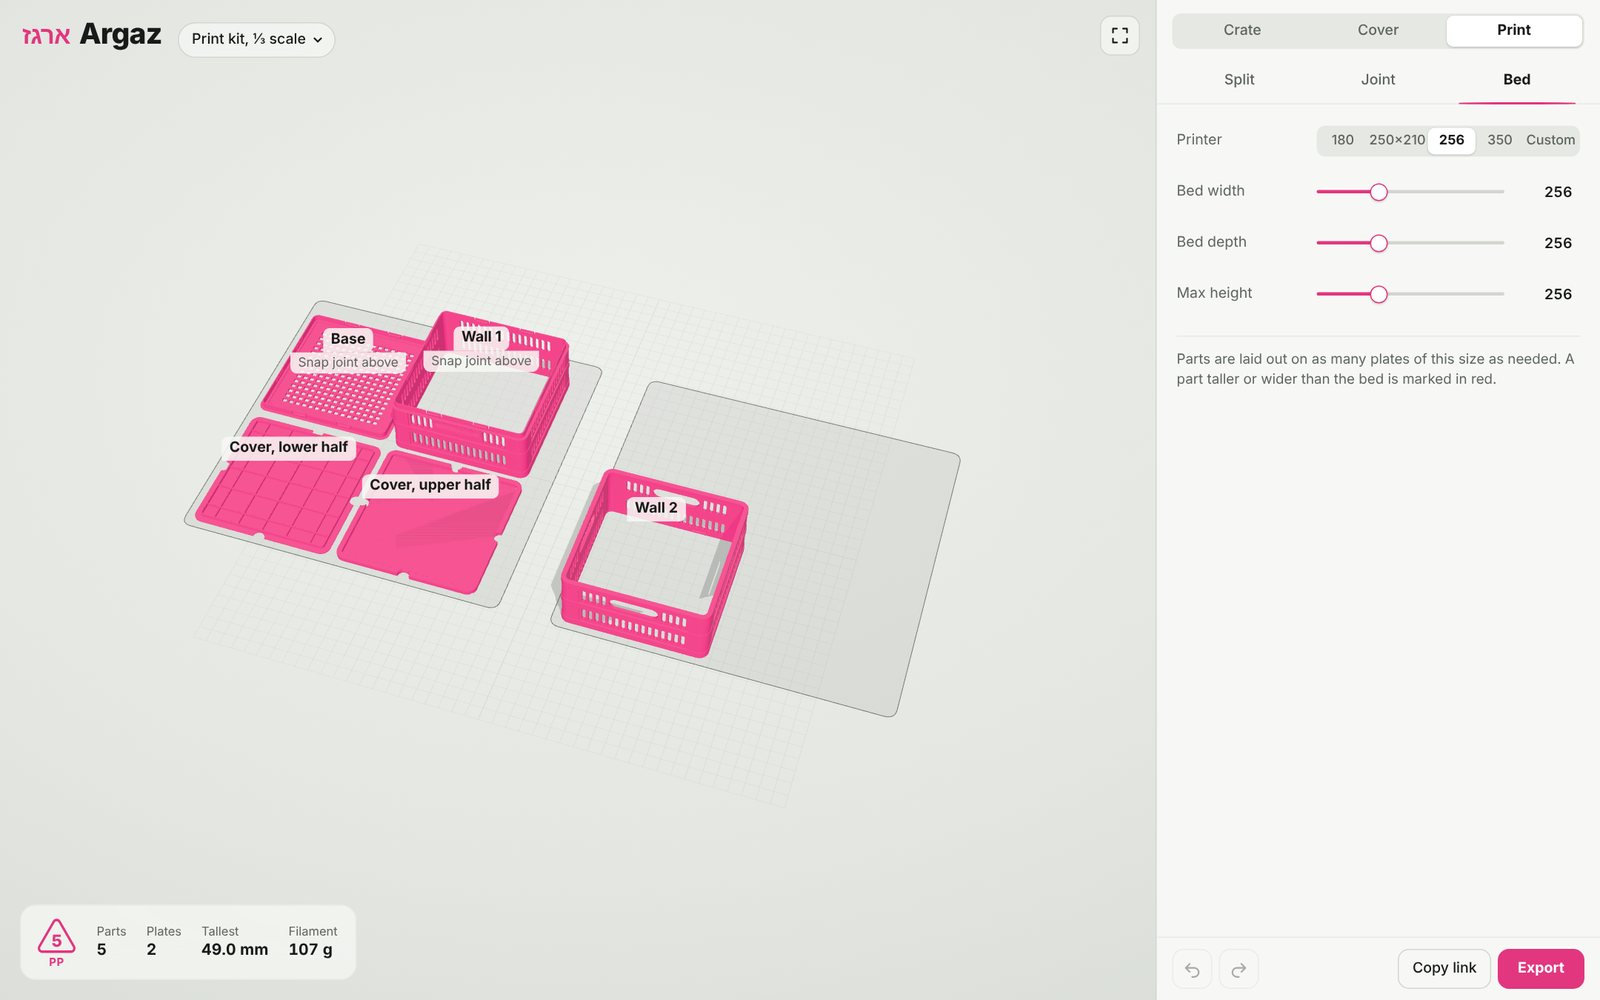 ארגז Argaz
Print kit, ⅓ scale
Base
Snap joint above
Wall 1
Snap joint above
Cover, lower half
Cover, upper half
Wall 2
5
PP
Parts
5
Plates
2
Tallest
49.0 mm
Filament
107 g
Crate Cover Print
Split Joint Bed
Printer 180 250×210 256 350 Custom
Bed width 256
Bed depth 256
Max height 256
Parts are laid out on as many plates of this size as needed. A
part taller or wider than the bed is marked in red.
Copy link Export